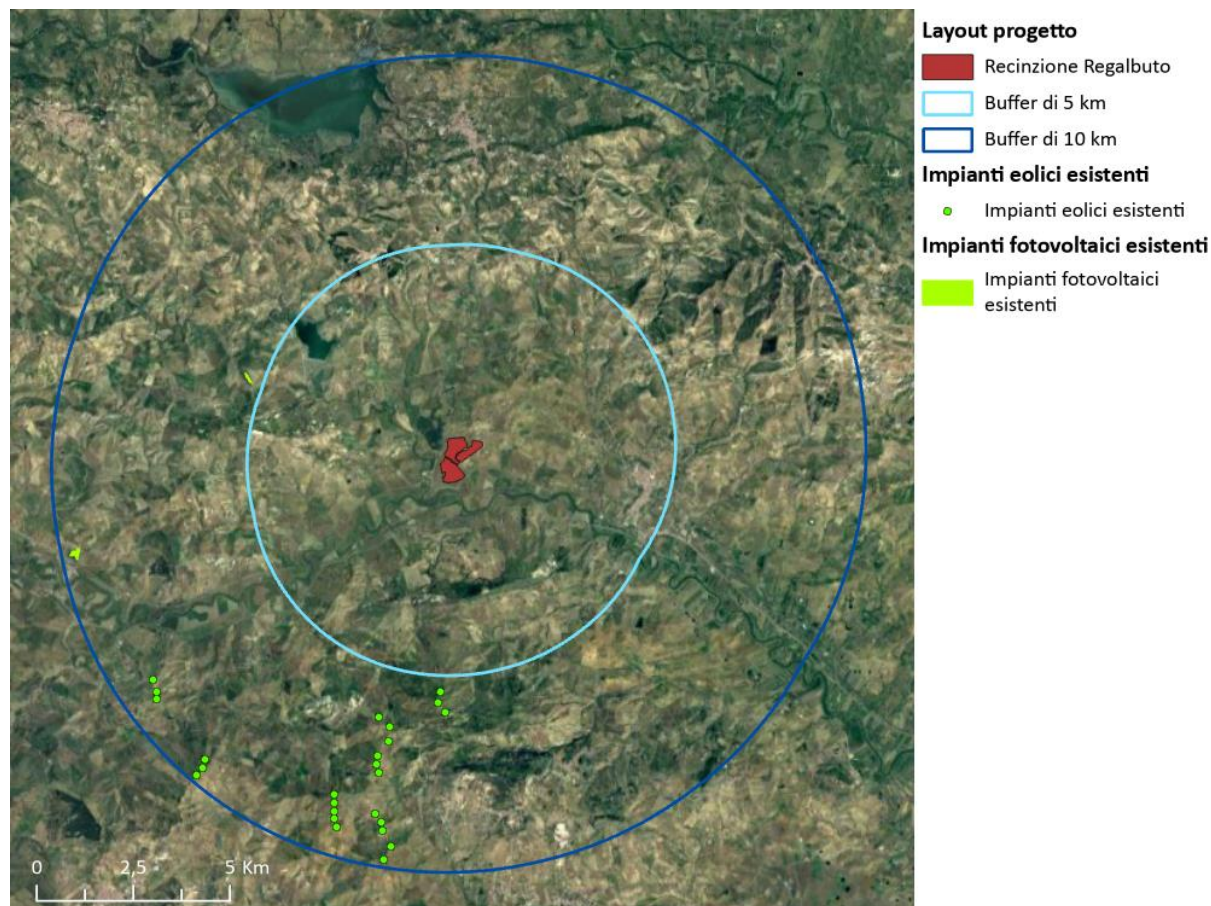 Layout progetto
Recinzione Regalbuto
Buffer di 5 km
Buffer di 10 km
Impianti eolici esistenti
Impianti eolici esistenti
Impianti fotovoltaici esistenti
Impianti fotovoltaici
esistenti
0 2,5 5 Km